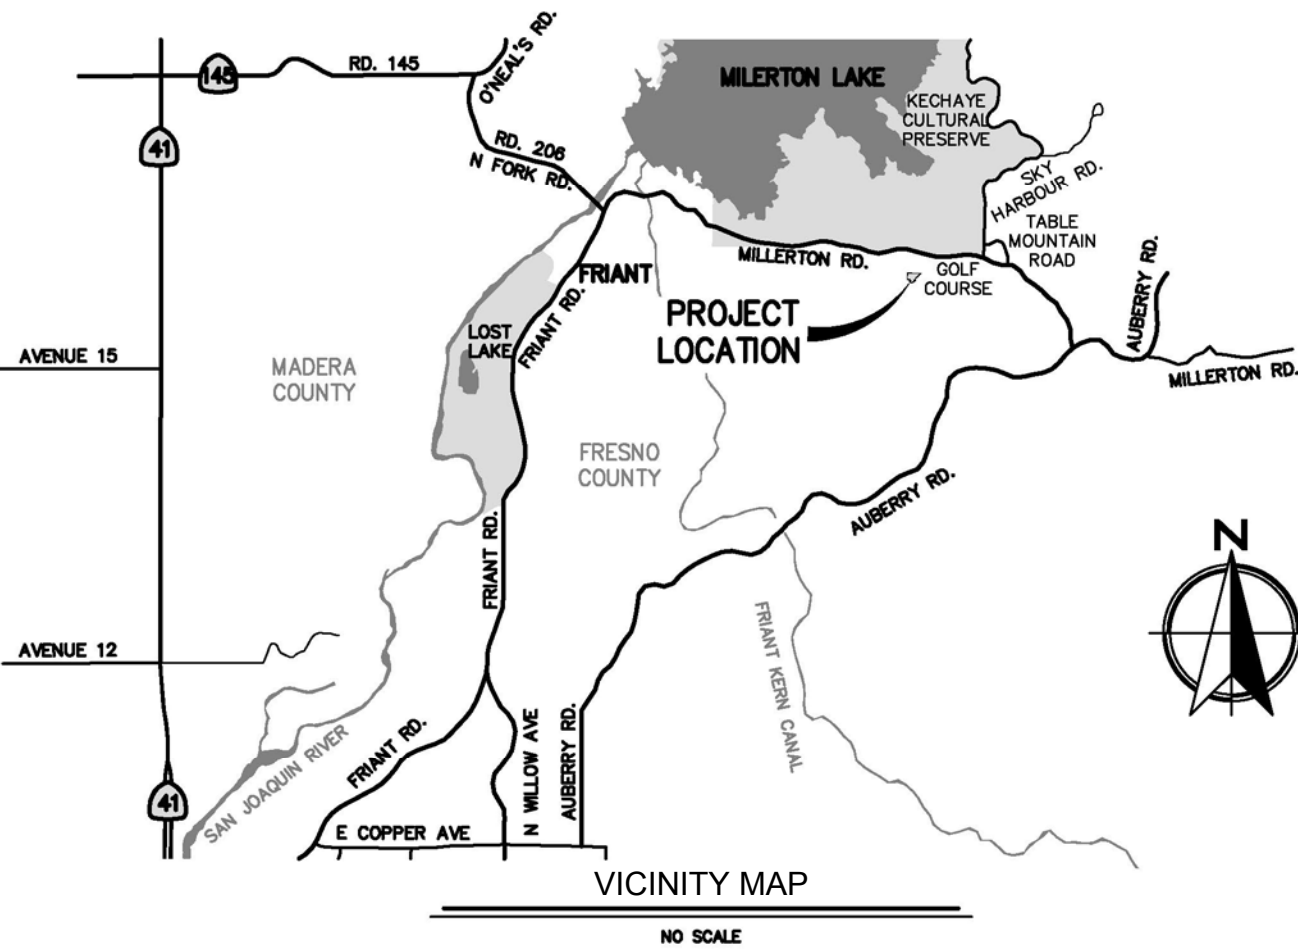 O'NEAL'S RD.
145
RD. 145
MILERTON LAKE
KECHAYE
CULTURAL
PRESERVE
41
RD. 206
N FORK RD.
SKY
HARBOUR RD.
TABLE
MOUNTAIN
ROAD
MILLERTON RD.
FRIANT
GOLF
COURSE
AUBERRY RD.
PROJECT
LOCATION
FRIANT RD.
LOST
LAKE
AVENUE 15
MADERA
COUNTY
MILLERTON RD.
FRESNO
COUNTY
AUBERRY RD.
FRIANT RD.
N
AVENUE 12
FRIANT KERN CANAL
SAN JOAQUIN RIVER
FRIANT RD.
N WILLOW AVE
AUBERRY RD.
41
E COPPER AVE
VICINITY MAP
NO SCALE